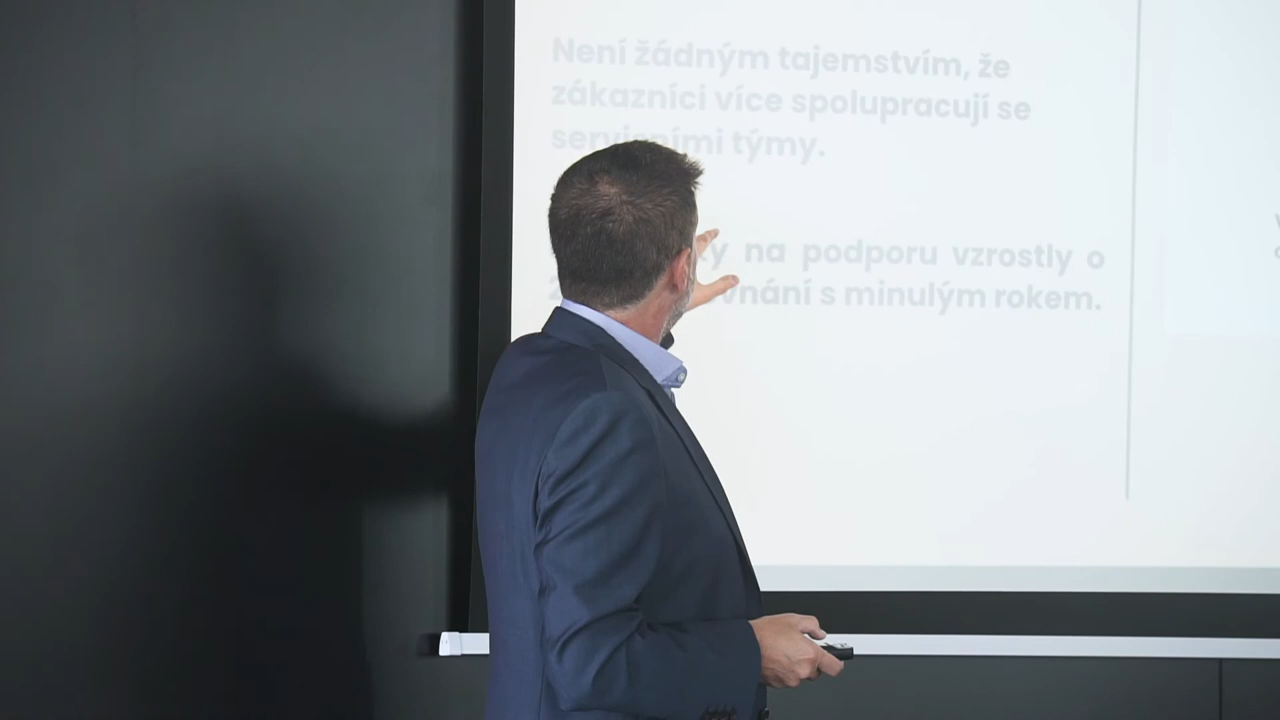 Není žádným tajemstvím, že
zákazníci více spolupracují se
týmy.
na podporu vzrostly o
s minulým rokem.